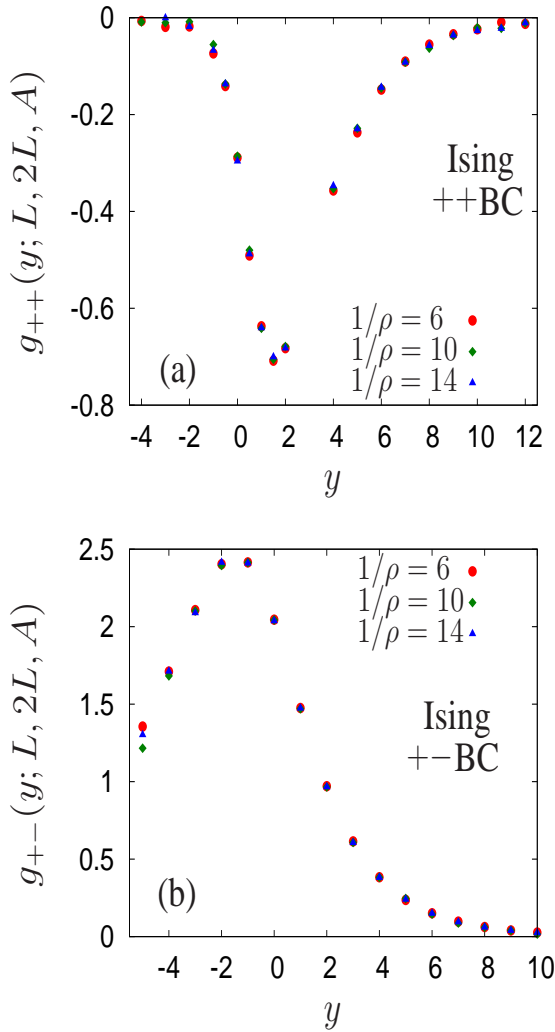 0
-0.2
-0.4
-0.6
-0.8
g₊₊(y; L, 2L, A)
Ising
++BC
1/ρ = 6
1/ρ = 10
1/ρ = 14
(a)
-4 -2 0 2 4 6 8 10 12
y
2.5
2
1.5
1
0.5
0
g₊₋(y; L, 2L, A)
1/ρ = 6
1/ρ = 10
1/ρ = 14
Ising
+−BC
(b)
-4 -2 0 2 4 6 8 10
y